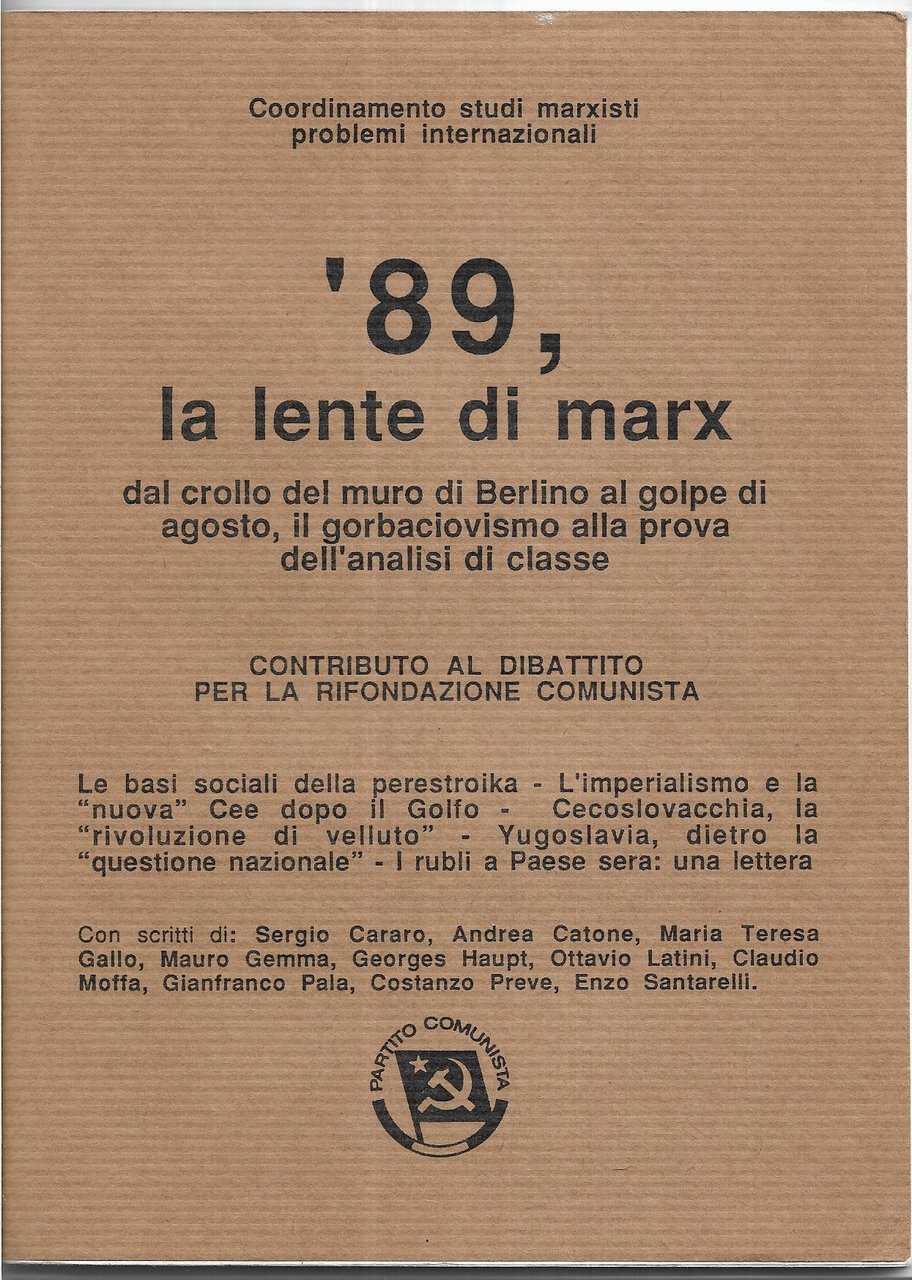 Coordinamento studi marxisti
problemi internazionali
'89,
la lente di marx
dal crollo del muro di Berlino al golpe di
agosto, il gorbaciovismo alla prova
dell'analisi di classe
CONTRIBUTO AL DIBATTITO
PER LA RIFONDAZIONE COMUNISTA
Le basi sociali della perestroika - L'imperialismo e la
“nuova” Cee dopo il Golfo - Cecoslovacchia, la
“rivoluzione di velluto” - Yugoslavia, dietro la
“questione nazionale” - I rubli a Paese sera: una lettera
Con scritti di: Sergio Cararo, Andrea Catone, Maria Teresa
Gallo, Mauro Gemma, Georges Haupt, Ottavio Latini, Claudio
Moffa, Gianfranco Pala, Costanzo Preve, Enzo Santarelli.
PARTITO COMUNISTA